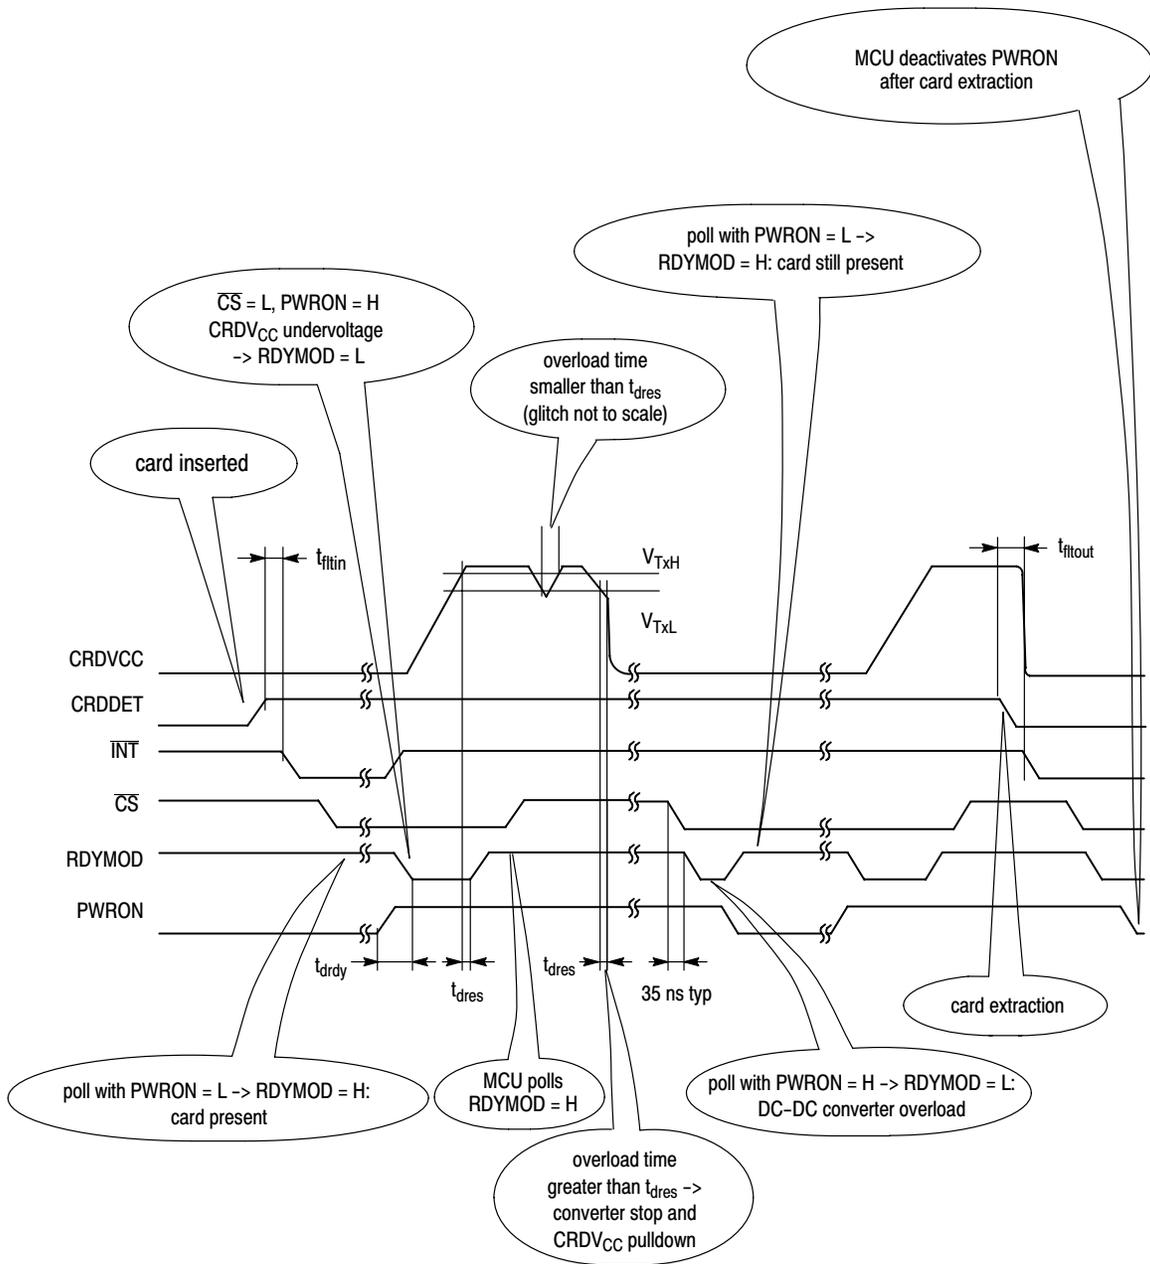 MCU deactivates PWRON
after card extraction
poll with PWRON = L –>
RDYMOD = H: card still present
C̅S̅ = L, PWRON = H
CRDVCC undervoltage
–> RDYMOD = L
overload time
smaller than tdres
(glitch not to scale)
card inserted
tfltin
VTxH
tfltout
VTxL
CRDVCC
CRDDET
I̅N̅T̅
C̅S̅
RDYMOD
PWRON
tdrdy
tdres
tdres
35 ns typ
card extraction
poll with PWRON = L –> RDYMOD = H:
card present
MCU polls
RDYMOD = H
poll with PWRON = H –> RDYMOD = L:
DC–DC converter overload
overload time
greater than tdres –>
converter stop and
CRDVCC pulldown